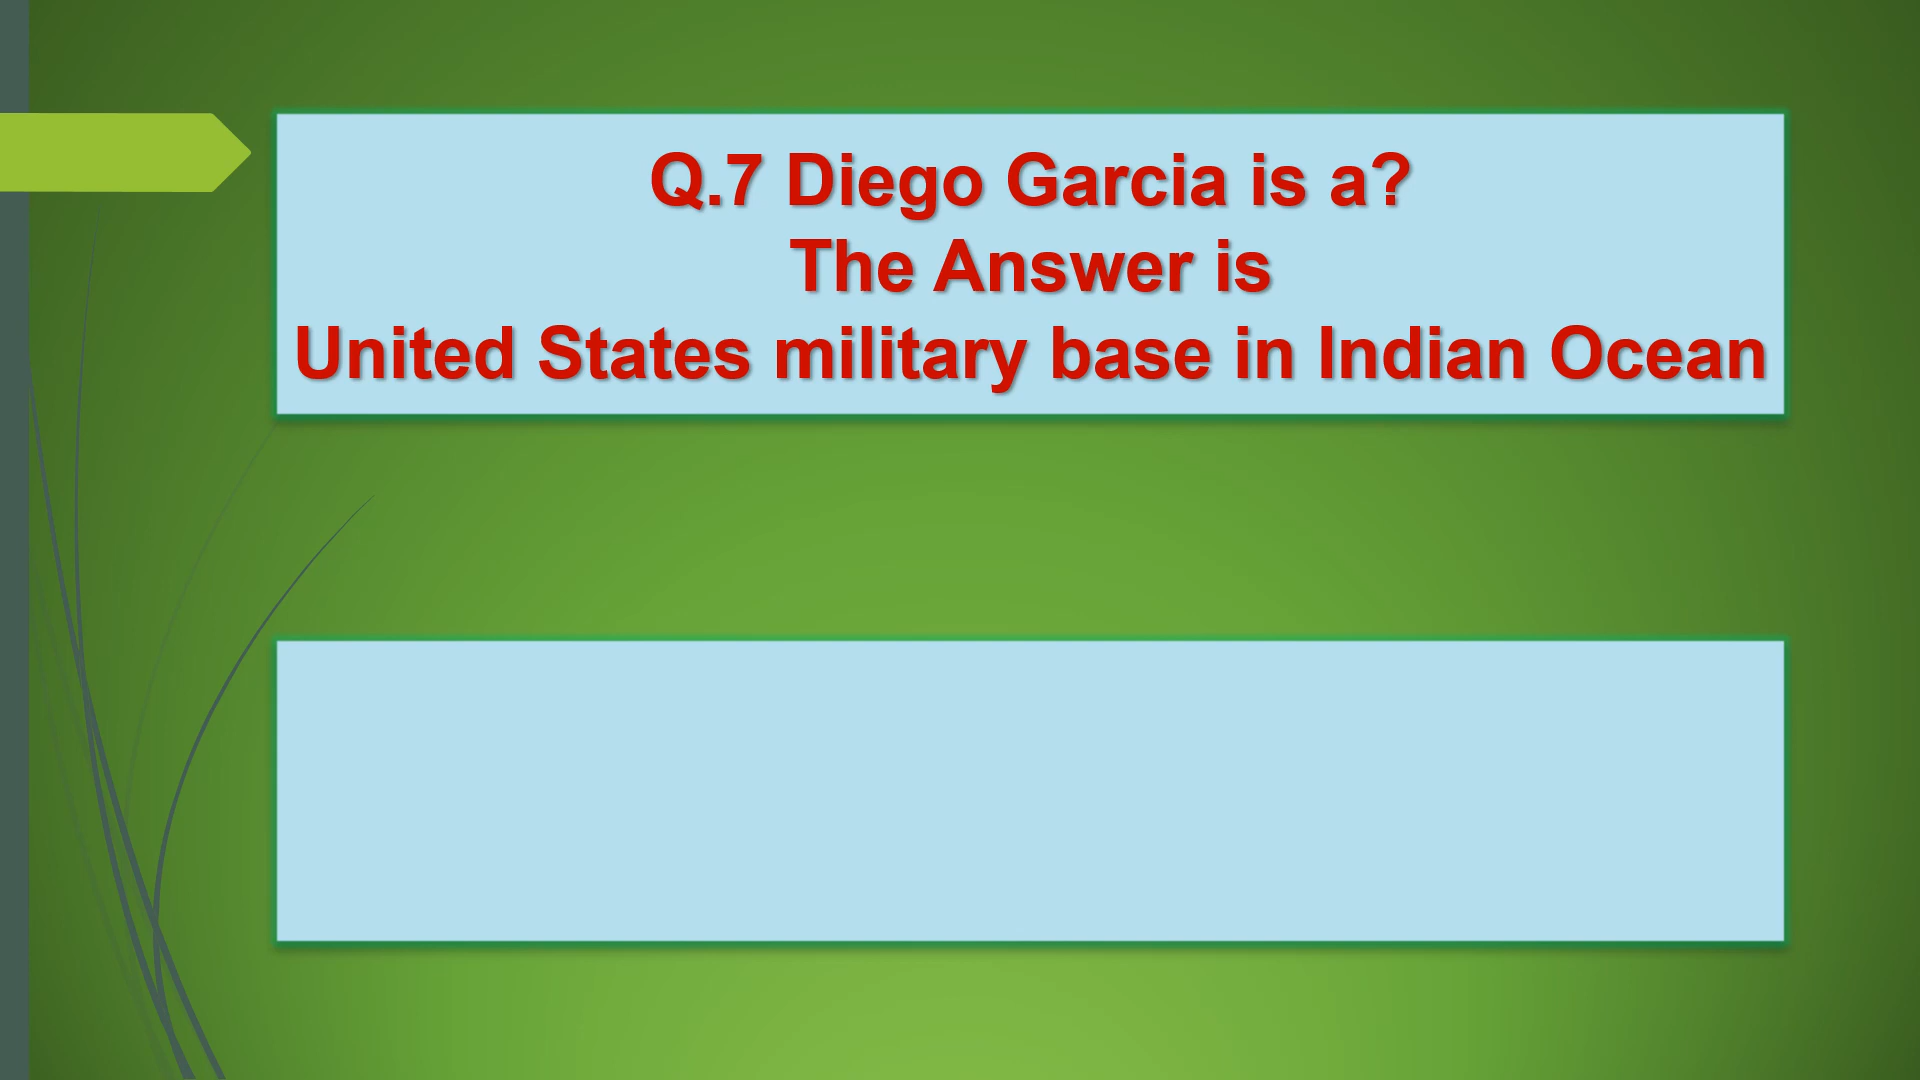 Q.7 Diego Garcia is a?
The Answer is
United States military base in Indian Ocean